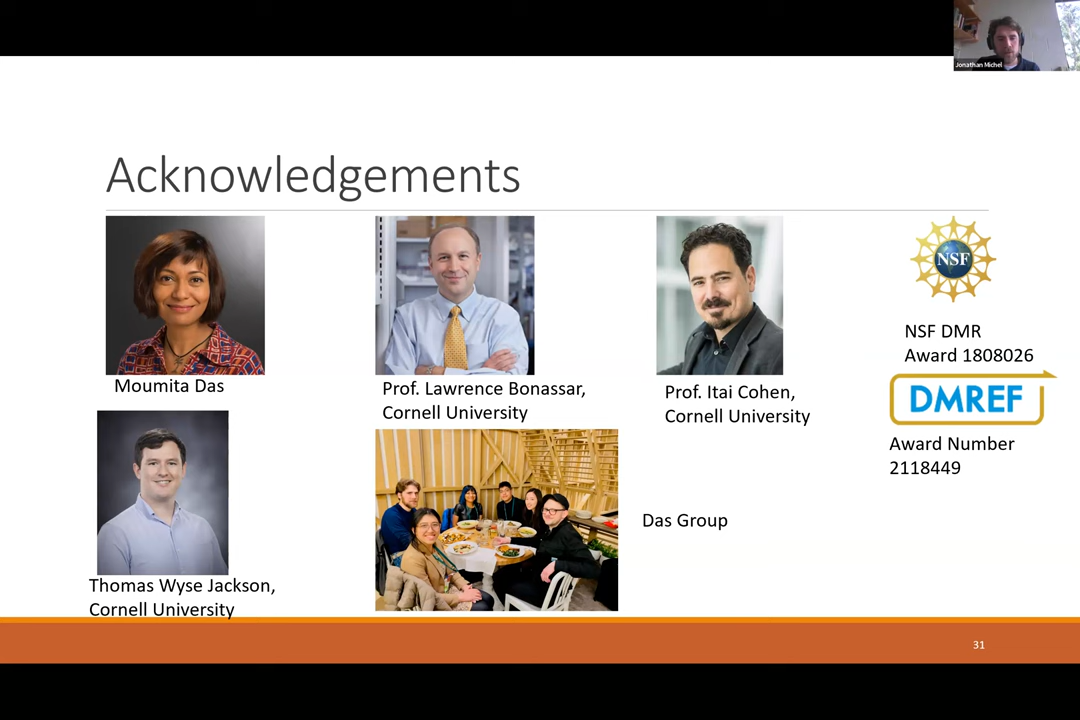 Jonathan Michel
Acknowledgements
Moumita Das
Prof. Lawrence Bonassar,
Cornell University
Prof. Itai Cohen,
Cornell University
NSF
NSF DMR
Award 1808026
DMREF
Award Number
2118449
Thomas Wyse Jackson,
Cornell University
Das Group
31